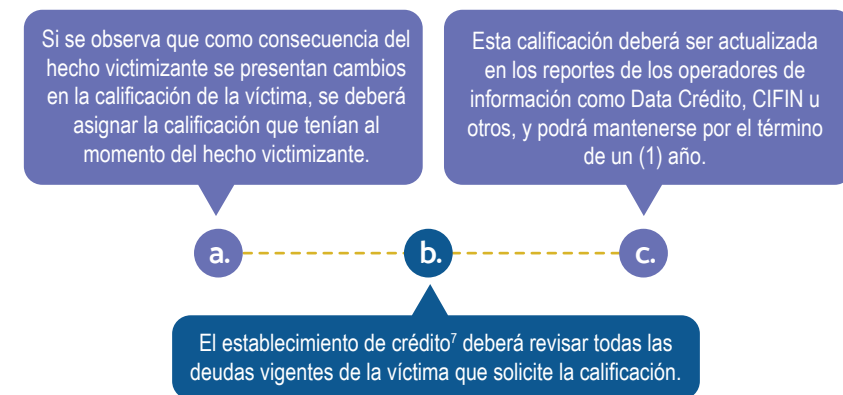 Si se observa que como consecuencia del
hecho victimizante se presentan cambios
en la calificación de la víctima, se deberá
asignar la calificación que tenían al
momento del hecho victimizante.
Esta calificación deberá ser actualizada
en los reportes de los operadores de
información como Data Crédito, CIFIN u
otros, y podrá mantenerse por el término
de un (1) año.
a.
b.
c.
El establecimiento de crédito⁷ deberá revisar todas las
deudas vigentes de la víctima que solicite la calificación.